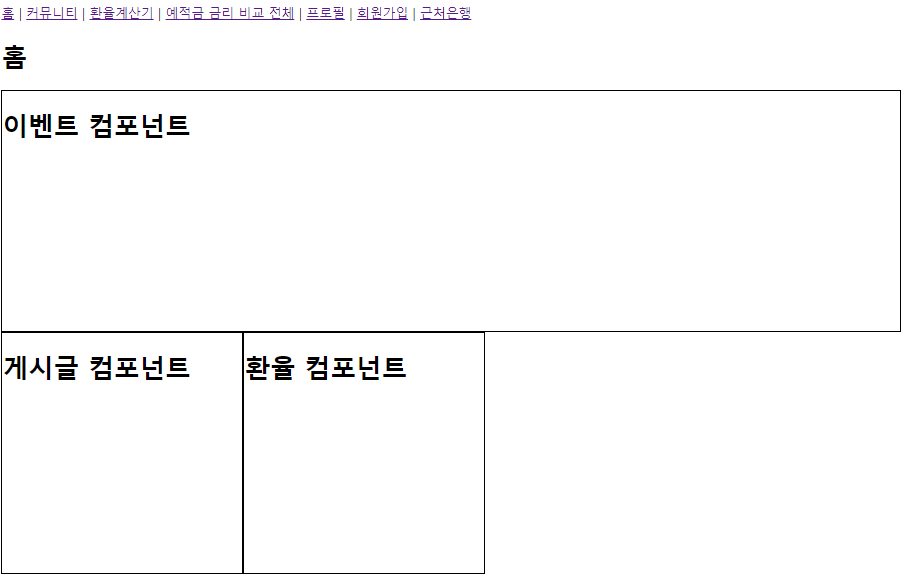 홈 | 커뮤니티 | 환율계산기 | 예적금 금리 비교 전체 | 프로필 | 회원가입 | 근처은행
홈
이벤트 컴포넌트
게시글 컴포넌트
환율 컴포넌트